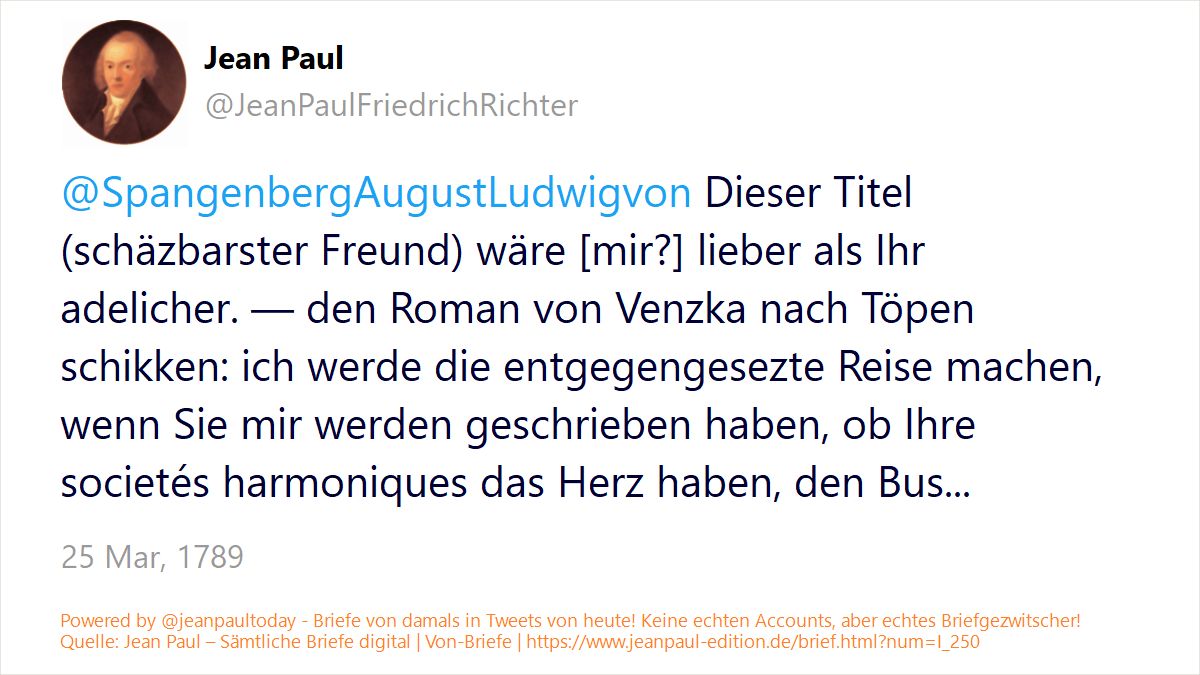 Jean Paul
@JeanPaulFriedrichRichter
@SpangenbergAugustLudwigvon Dieser Titel
(schäzbarster Freund) wäre [mir?] lieber als Ihr
adelicher. — den Roman von Venzka nach Töpen
schikken: ich werde die entgegengesezte Reise machen,
wenn Sie mir werden geschrieben haben, ob Ihre
societés harmoniques das Herz haben, den Bus...
25 Mar, 1789
Powered by @jeanpaultoday - Briefe von damals in Tweets von heute! Keine echten Accounts, aber echtes Briefgezwitscher!
Quelle: Jean Paul – Sämtliche Briefe digital | Von-Briefe | https://www.jeanpaul-edition.de/brief.html?num=I_250